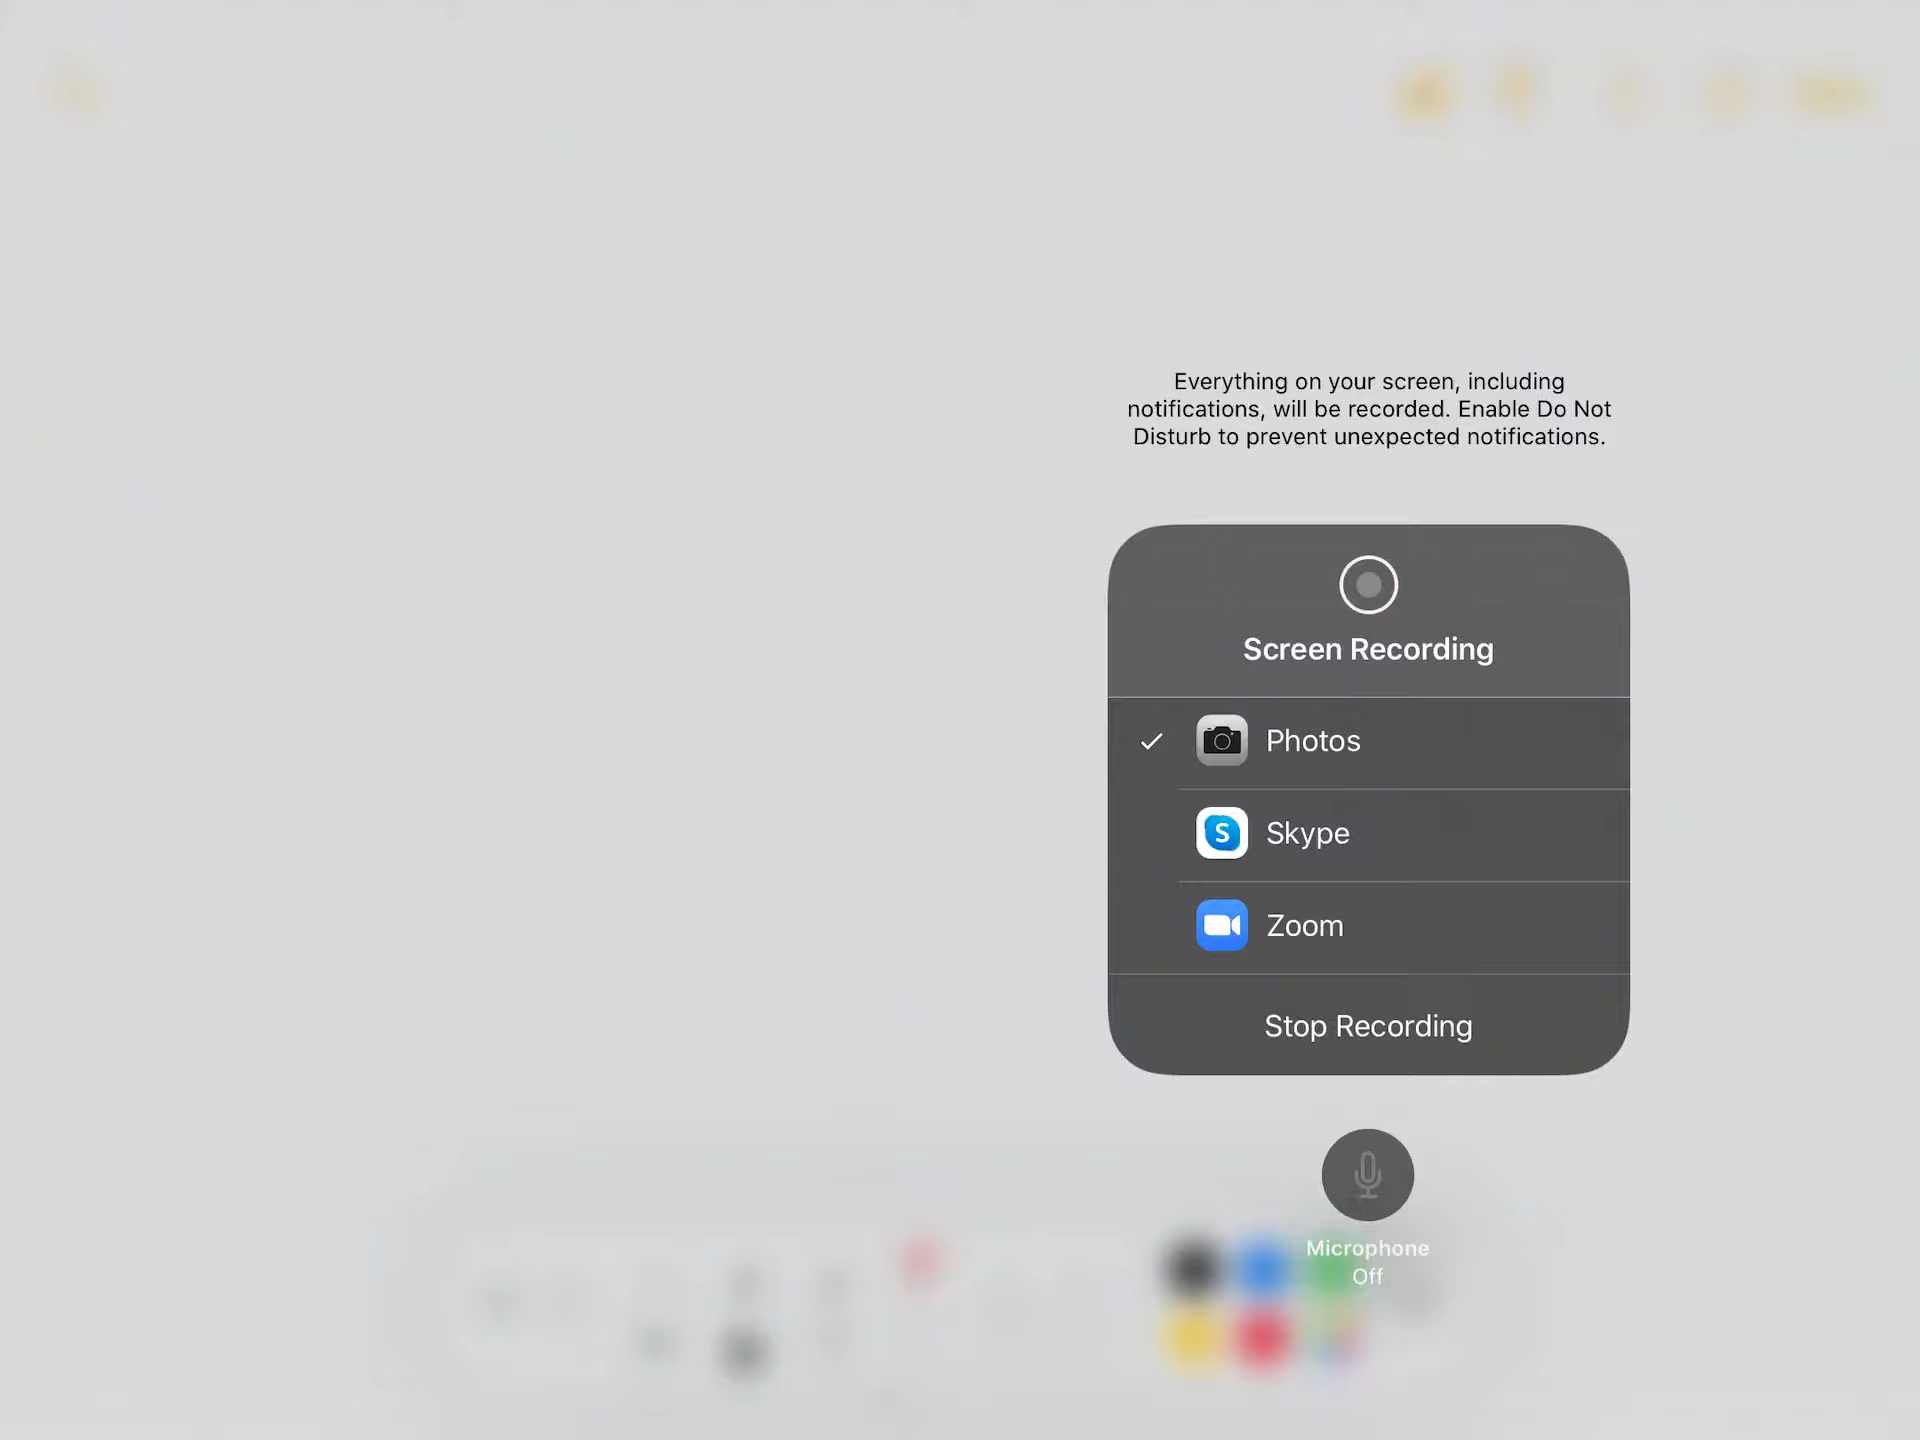 Everything on your screen, including
notifications, will be recorded. Enable Do Not
Disturb to prevent unexpected notifications.
Screen Recording
Photos
S
Skype
Zoom
Stop Recording
Microphone
Off